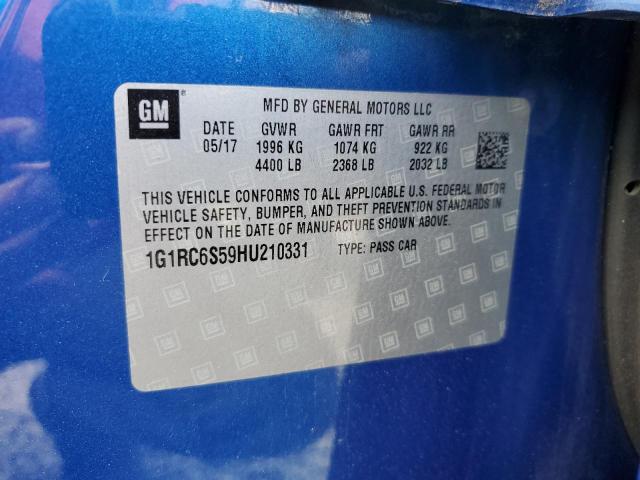 GM ®
MFD BY GENERAL MOTORS LLC
DATE GVWR GAWR FRT GAWR RR
05/17 1996 KG 1074 KG 922 KG
4400 LB 2368 LB 2032 LB
THIS VEHICLE CONFORMS TO ALL APPLICABLE U.S. FEDERAL MOTOR
VEHICLE SAFETY, BUMPER, AND THEFT PREVENTION STANDARDS IN
EFFECT ON THE DATE OF MANUFACTURE SHOWN ABOVE.
1G1RC6S59HU210331 TYPE: PASS CAR